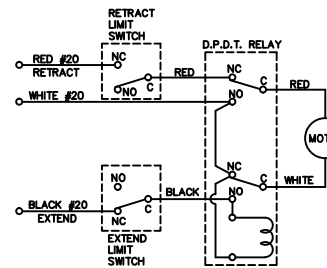 RETRACT
LIMIT
SWITCH
D.P.D.T. RELAY
RED #20
RETRACT
NC
NO
C
RED
NC
C
RED
NO
WHITE #20
MOT
NO
NC
C
BLACK
NC
C
WHITE
NO
BLACK #20
EXTEND
EXTEND
LIMIT
SWITCH